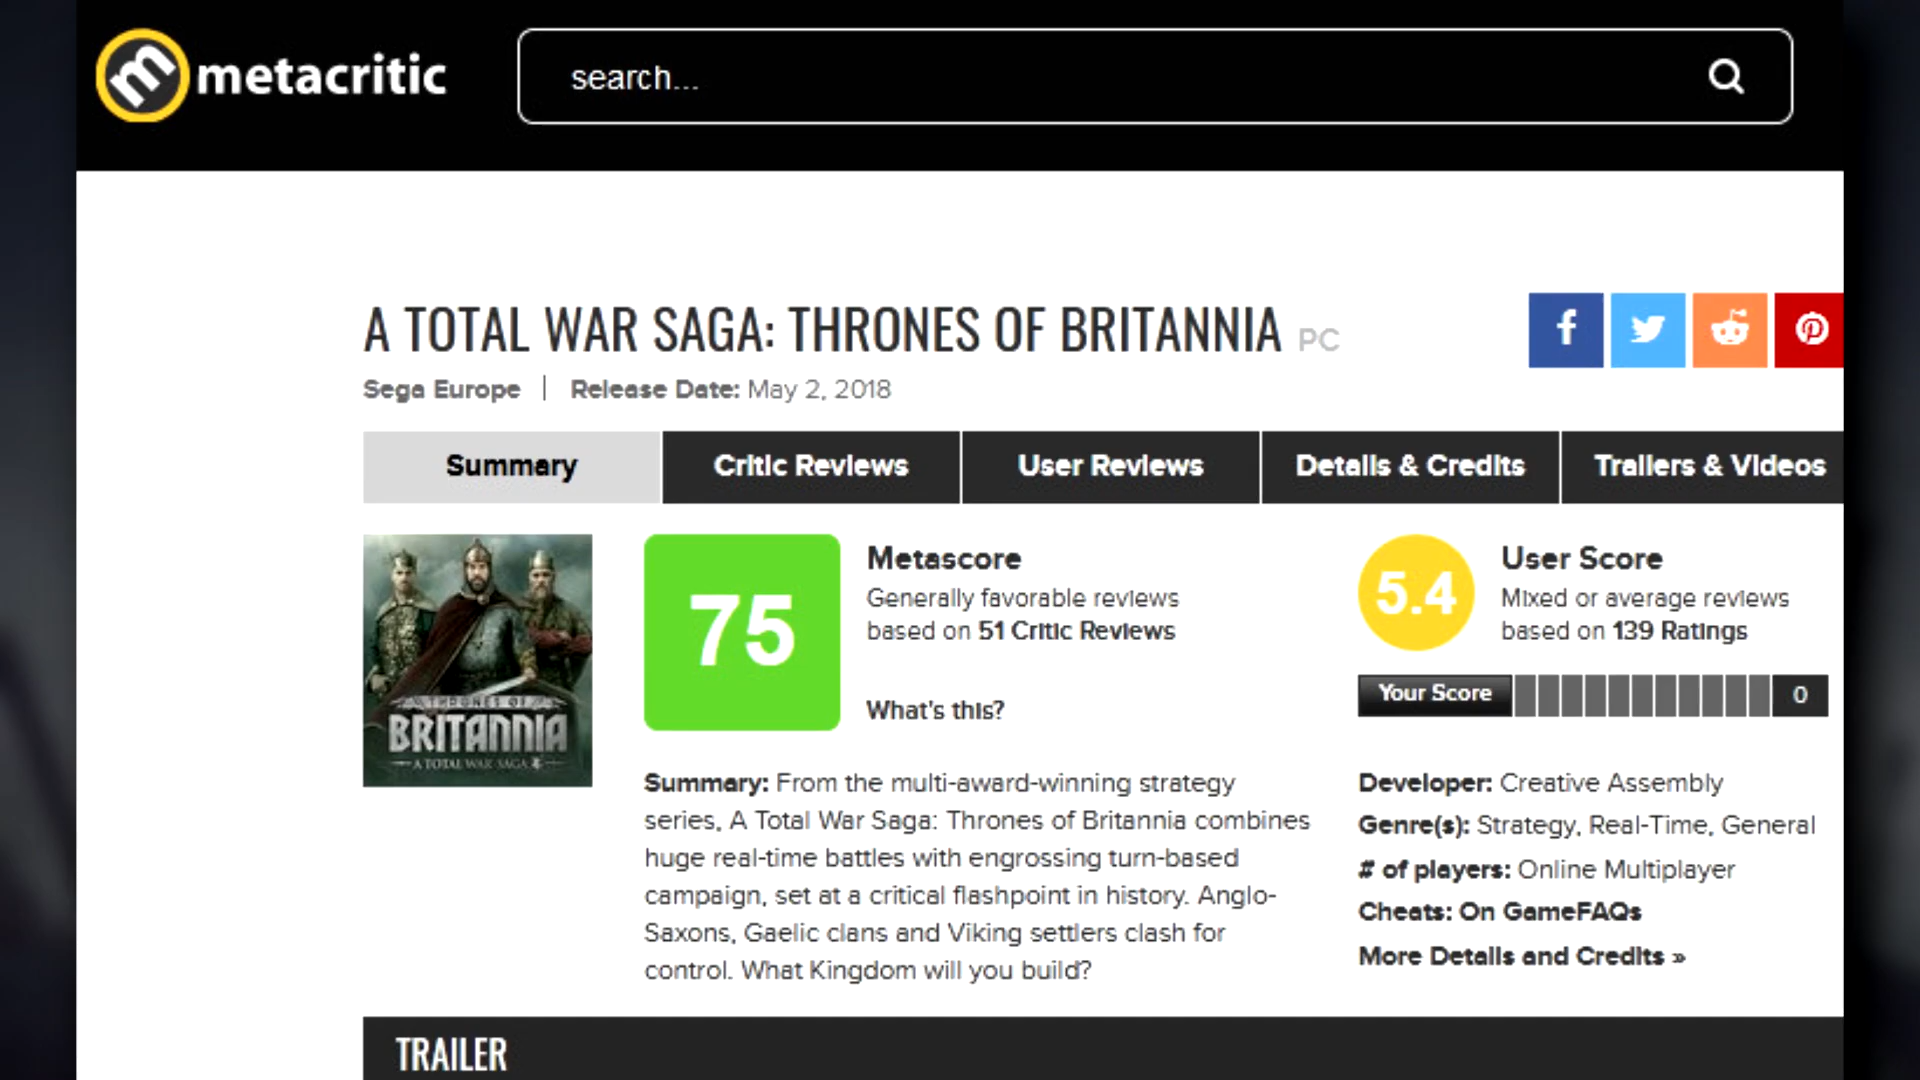 metacritic
search...
A TOTAL WAR SAGA: THRONES OF BRITANNIA PC
Sega Europe | Release Date: May 2, 2018
Summary
Critic Reviews
User Reviews
Details & Credits
Trailers & Videos
THRONES OF
BRITANNIA
A TOTAL WAR SAGA
75
Metascore
Generally favorable reviews
based on 51 Critic Reviews
What's this?
5.4
User Score
Mixed or average reviews
based on 139 Ratings
Your Score
0
Summary: From the multi-award-winning strategy
series, A Total War Saga: Thrones of Britannia combines
huge real-time battles with engrossing turn-based
campaign, set at a critical flashpoint in history. Anglo-
Saxons, Gaelic clans and Viking settlers clash for
control. What Kingdom will you build?
Developer: Creative Assembly
Genre(s): Strategy, Real-Time, General
# of players: Online Multiplayer
Cheats: On GameFAQs
More Details and Credits »
TRAILER